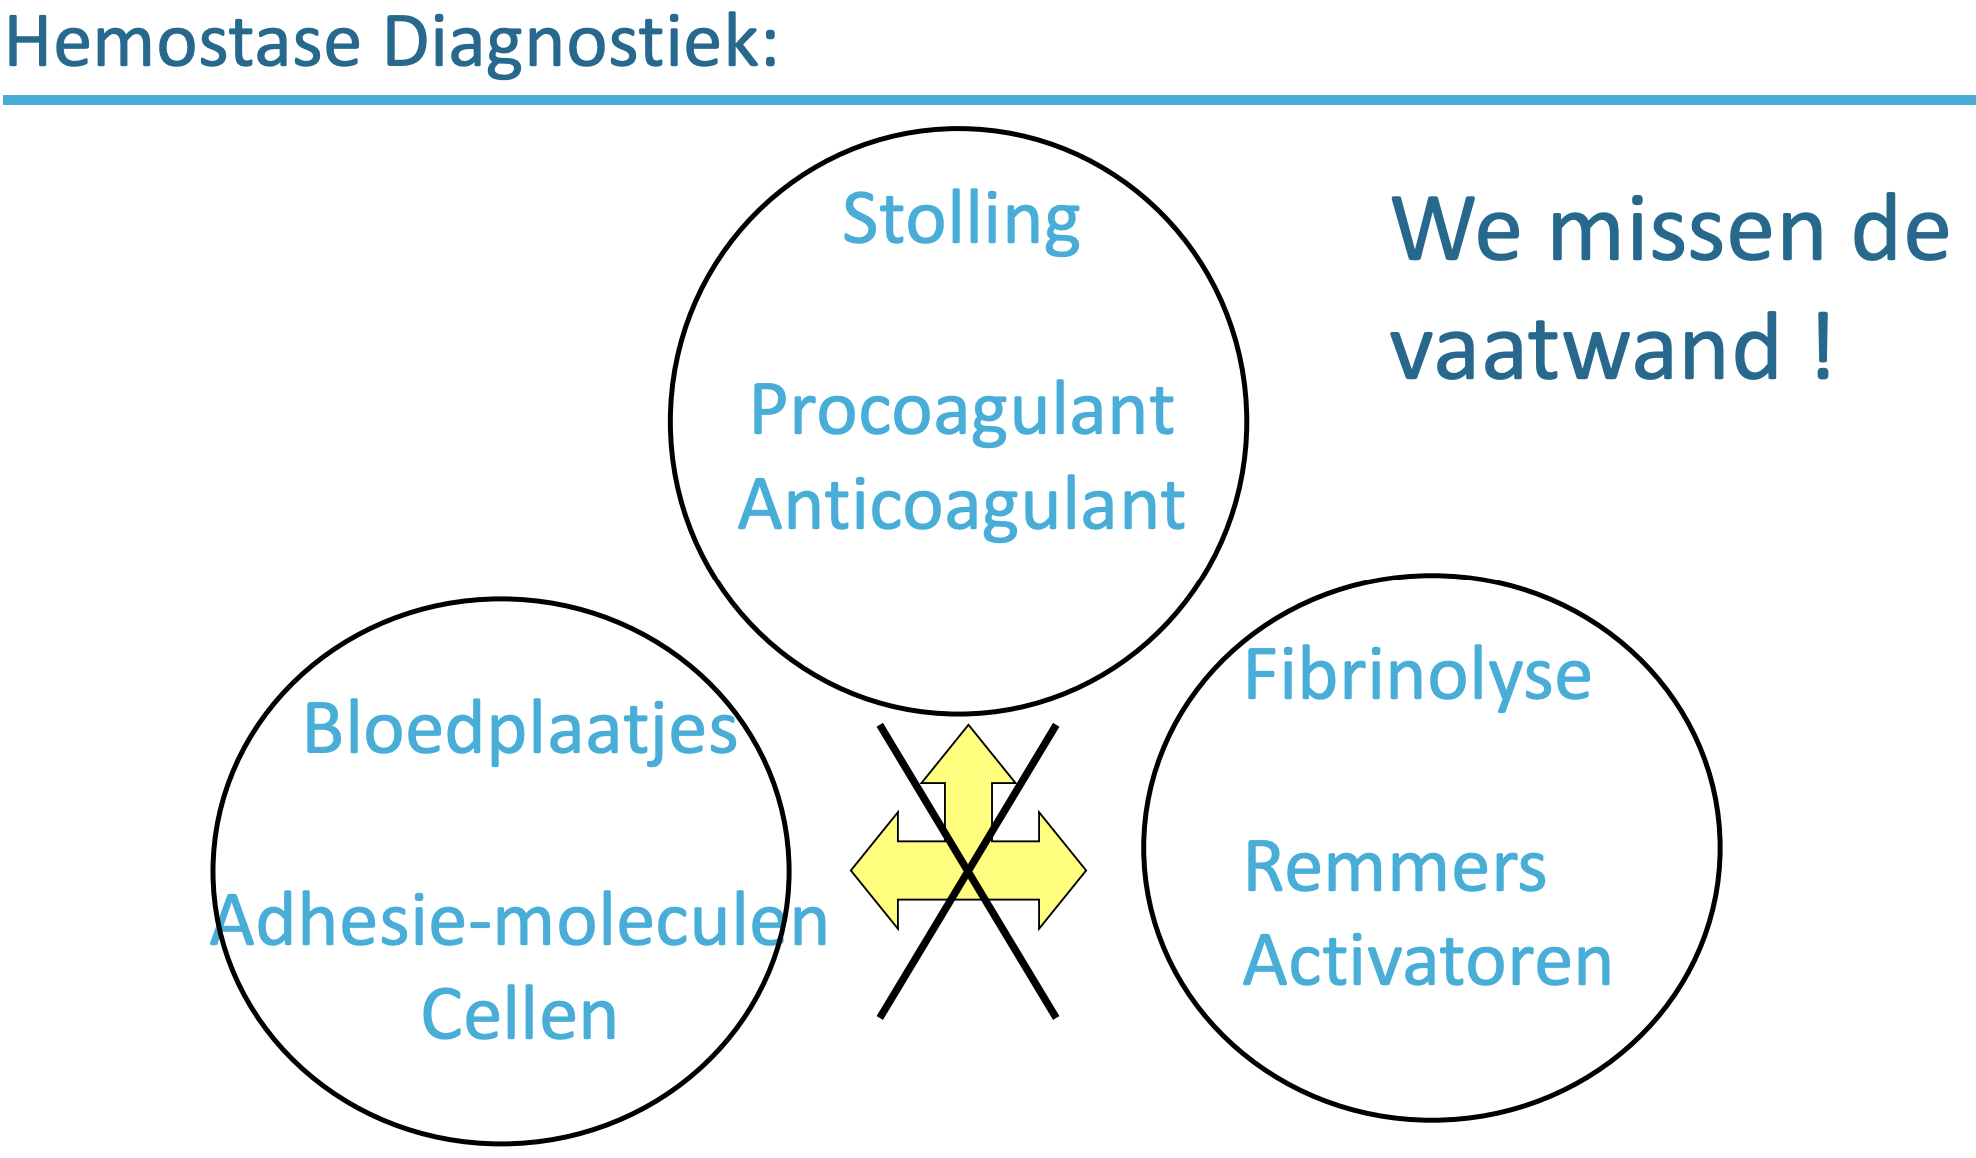 Hemostase Diagnostiek:
Stolling
Procoagulant
Anticoagulant
We missen de
vaatwand !
Bloedplaatjes
Adhesie-moleculen
Cellen
Fibrinolyse
Remmers
Activatoren